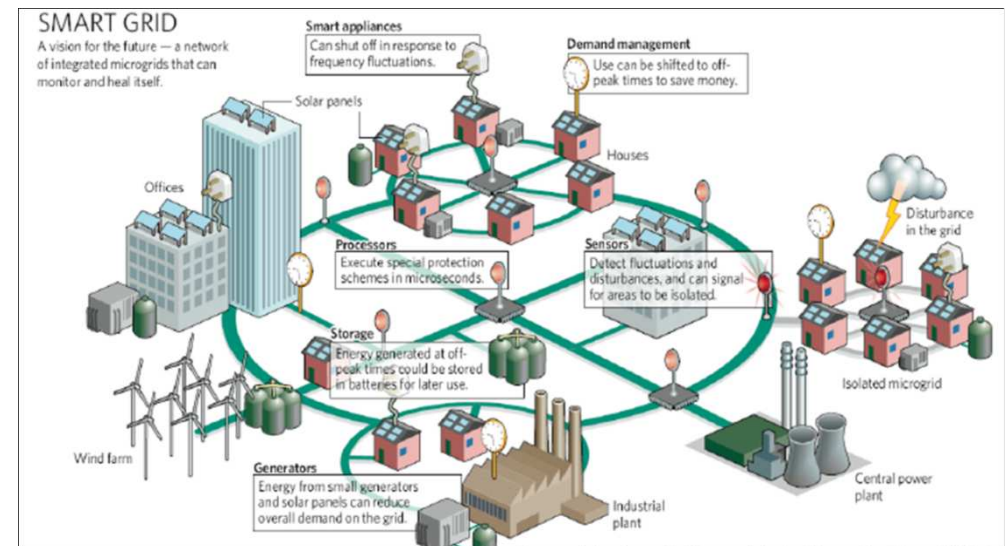 SMART GRID
A vision for the future — a network
of integrated microgrids that can
monitor and heal itself.
Smart appliances
Can shut off in response to
frequency fluctuations.
Demand management
Use can be shifted to off-
peak times to save money.
Solar panels
Houses
Offices
Disturbance
in the grid
Processors
Execute special protection
schemes in microseconds.
Sensors
Detect fluctuations and
disturbances, and can signal
for areas to be isolated.
Storage
Energy generated at off-
peak times could be stored
in batteries for later use.
Isolated microgrid
Wind farm
Generators
Energy from small generators
and solar panels can reduce
overall demand on the grid.
Industrial
plant
Central power
plant